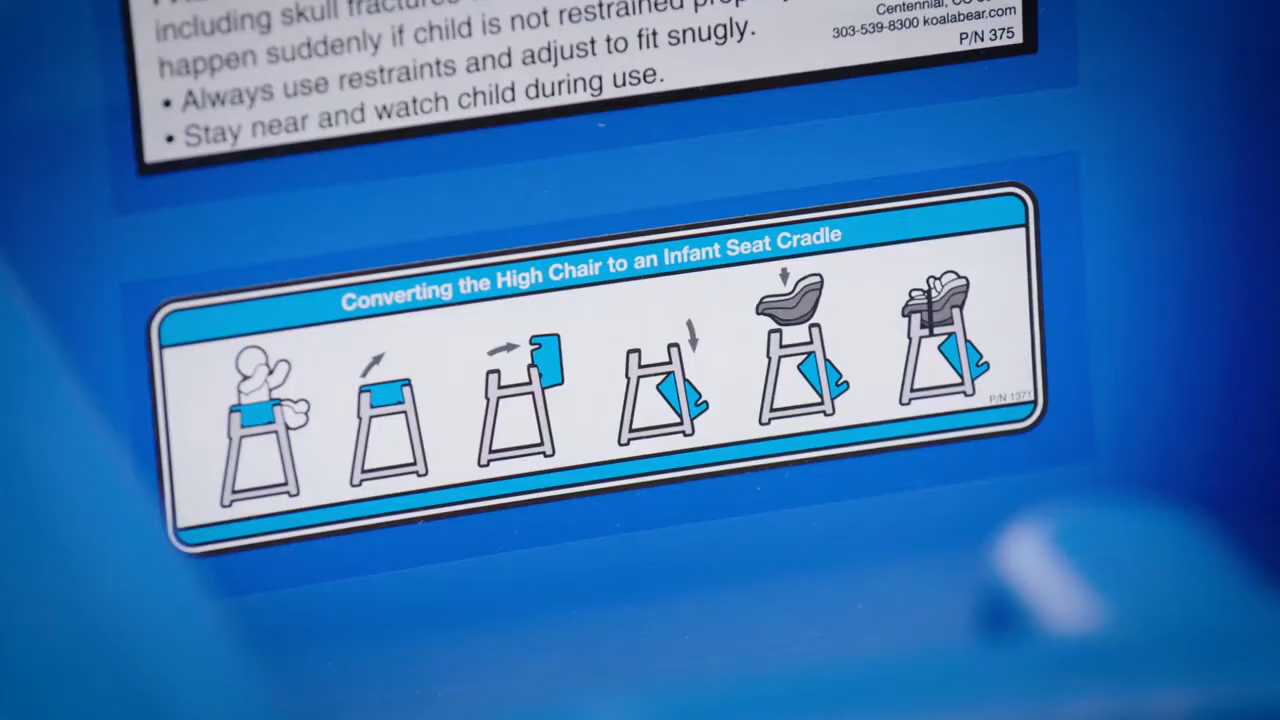 including skull fractures
happen suddenly if child is not restrained
• Always use restraints and adjust to fit snugly.
• Stay near and watch child during use.
Centennial, CO
303-539-8300 koalabear.com
P/N 375
Converting the High Chair to an Infant Seat Cradle
P/N 1371